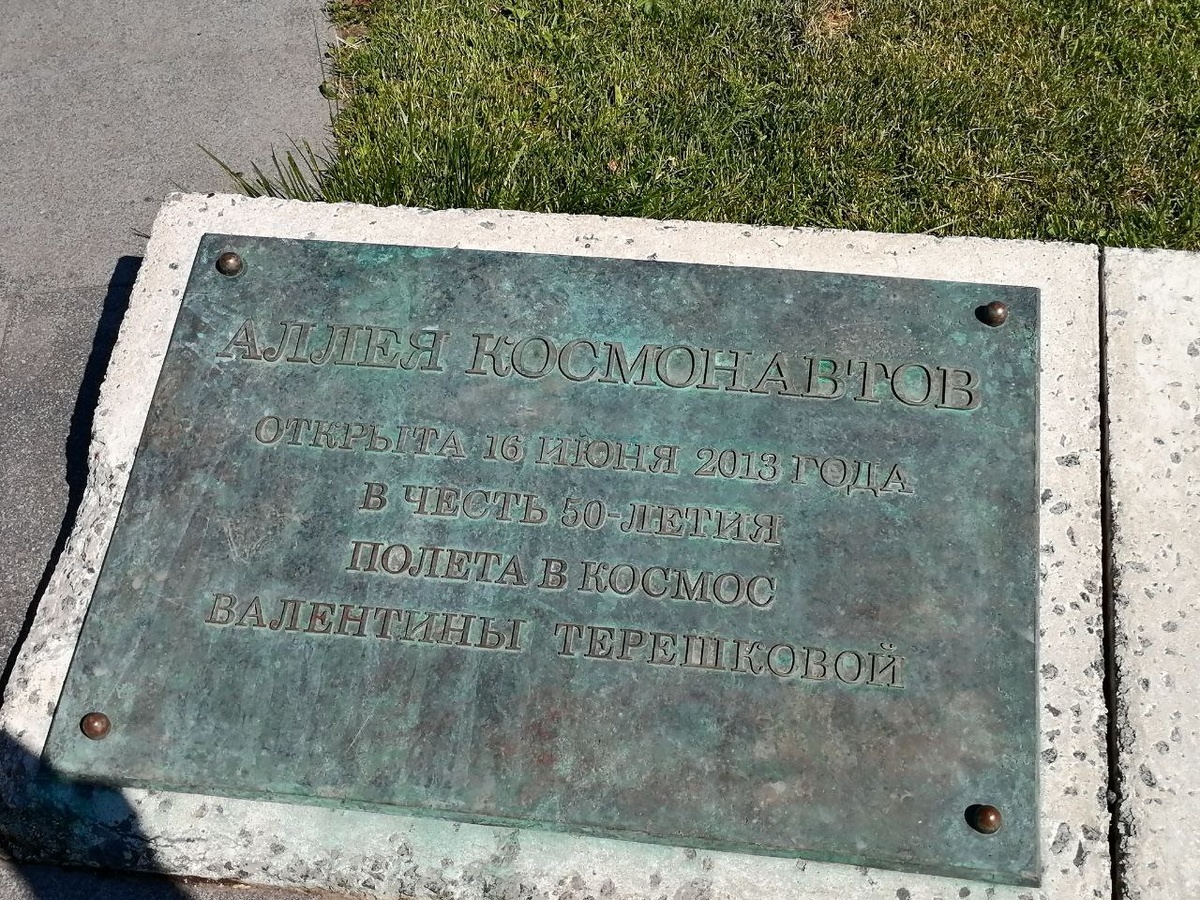 АЛЛЕЯ КОСМОНАВТОВ
ОТКРЫТА 16 ИЮНЯ 2013 ГОДА
В ЧЕСТЬ 50-ЛЕТИЯ
ПОЛЕТА В КОСМОС
ВАЛЕНТИНЫ ТЕРЕШКОВОЙ